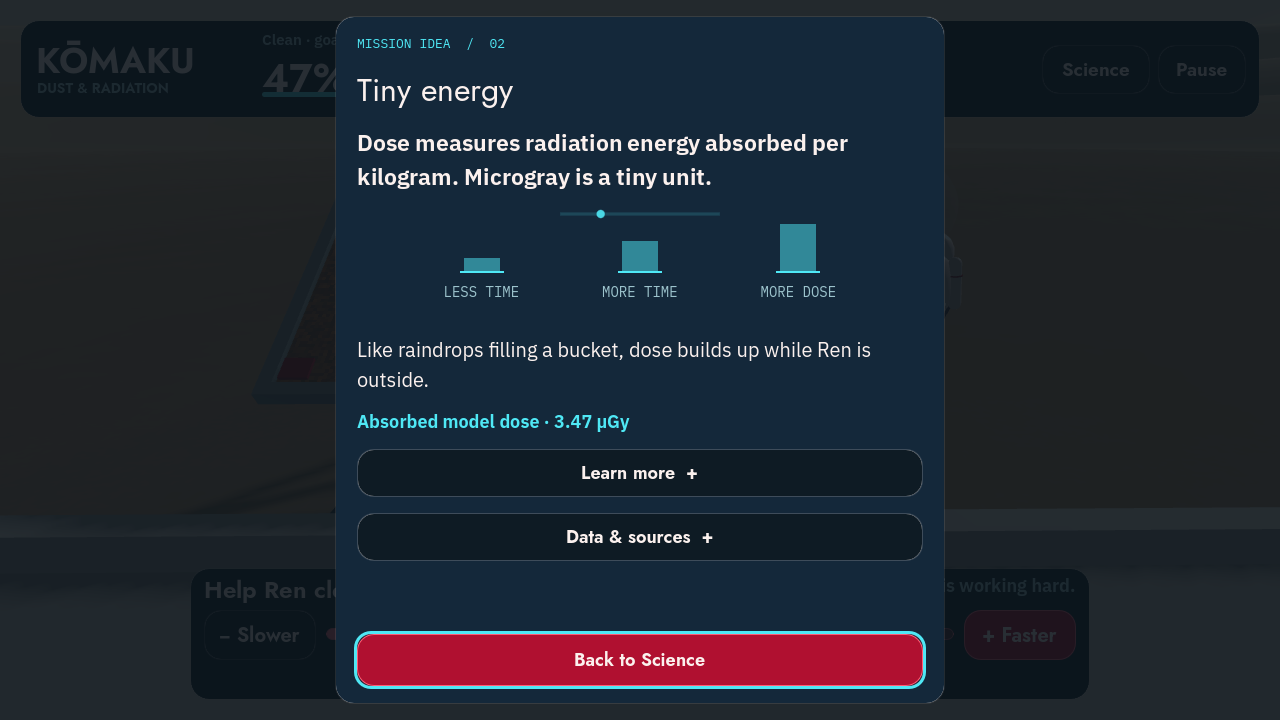 MISSION IDEA / 02
Tiny energy
Dose measures radiation energy absorbed per
kilogram. Microgray is a tiny unit.
LESS TIME
MORE TIME
MORE DOSE
Like raindrops filling a bucket, dose builds up while Ren is
outside.
Absorbed model dose · 3.47 µGy
Learn more +
Data & sources +
Back to Science
KŌMAKU
DUST & RADIATION
Clean · goa
47%
Science
Pause
Help Ren cle
s working hard.
– Slower
+ Faster